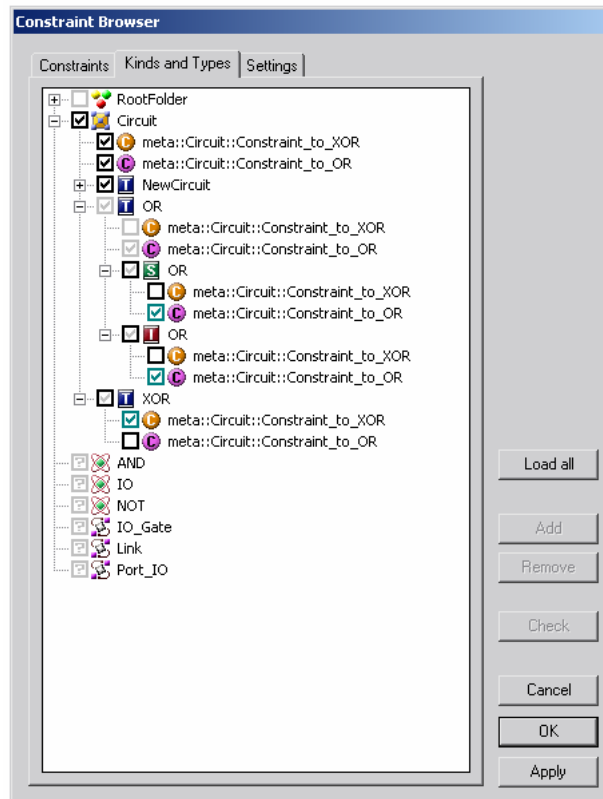 Constraint Browser
Constraints Kinds and Types Settings
RootFolder
Circuit
C meta::Circuit::Constraint_to_XOR
C meta::Circuit::Constraint_to_OR
T NewCircuit
T OR
C meta::Circuit::Constraint_to_XOR
C meta::Circuit::Constraint_to_OR
S OR
C meta::Circuit::Constraint_to_XOR
C meta::Circuit::Constraint_to_OR
I OR
C meta::Circuit::Constraint_to_XOR
C meta::Circuit::Constraint_to_OR
T XOR
C meta::Circuit::Constraint_to_XOR
C meta::Circuit::Constraint_to_OR
? AND
? IO
? NOT
? IO_Gate
? Link
? Port_IO
Load all
Add
Remove
Check
Cancel
OK
Apply